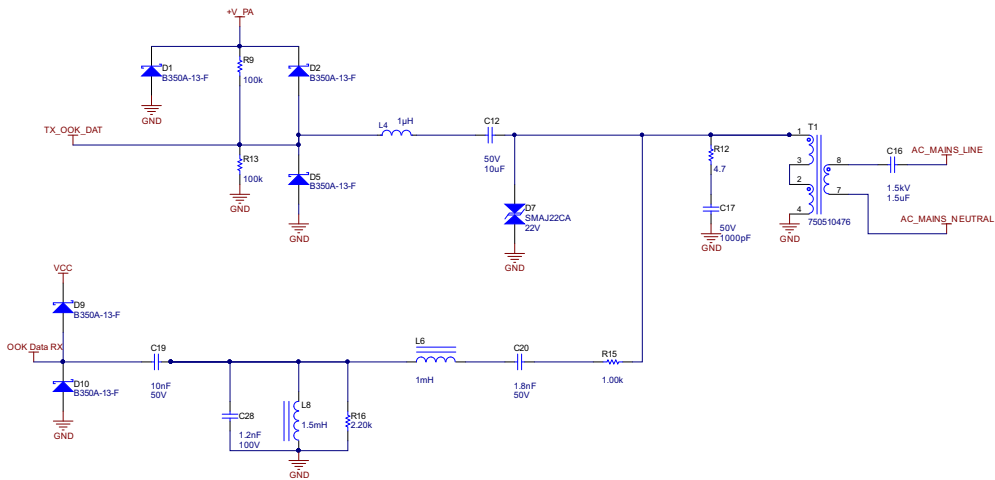 +V_PA
D1
B350A-13-F
R9
100k
D2
B350A-13-F
GND
TX_OOK_DAT
R13
100k
GND
D5
B350A-13-F
GND
L4
1µH
C12
50V
10uF
D7
SMAJ22CA
22V
GND
R12
4.7
C17
50V
1000pF
GND
T1
1
3
2
4
8
7
750510476
GND
C16
1.5kV
1.5uF
AC_MAINS_LINE
AC_MAINS_NEUTRAL
VCC
D9
B350A-13-F
OOK Data RX
D10
B350A-13-F
GND
C19
10nF
50V
C28
1.2nF
100V
L8
1.5mH
R16
2.20k
GND
L6
1mH
C20
1.8nF
50V
R15
1.00k